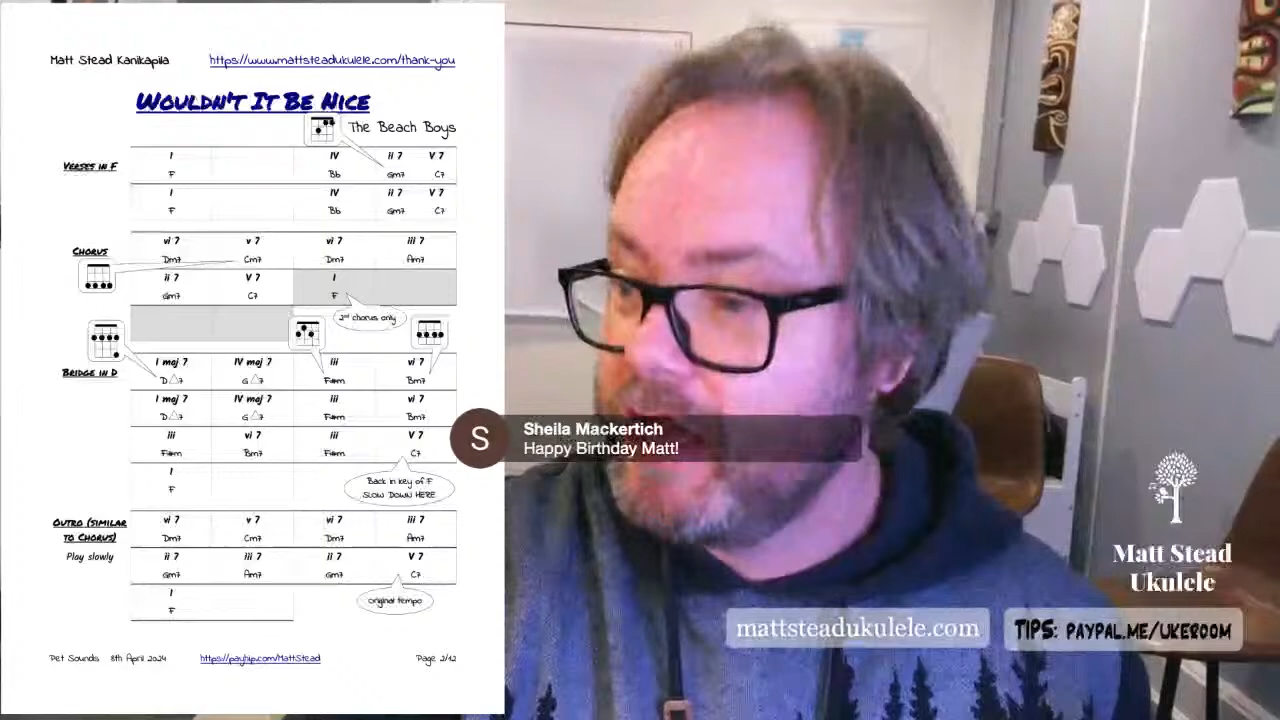 Matt Stead Kanikapila https://www.mattsteadukulele.com/thank-you
Wouldn't It Be Nice
The Beach Boys
Verses in F
I IV ii 7 V 7
F Bb Gm7 C7
I IV ii 7 V 7
F Bb Gm7 C7
Chorus
vi 7 v 7 vi 7 iii 7
Dm7 Cm7 Dm7 Am7
ii 7 V 7 I
Gm7 C7 F
2nd chorus only
Bridge in D
I maj 7 IV maj 7 iii vi 7
D△7 G△7 F#m Bm7
I maj 7 IV maj 7 iii vi 7
D△7 G△7 F#m Bm7
iii vi 7 iii V 7
F#m Bm7 F#m C7
I
F
Back in key of F
SLOW DOWN HERE
Outro (similar
to Chorus)
Play slowly
vi 7 v 7 vi 7 iii 7
Dm7 Cm7 Dm7 Am7
ii 7 iii 7 ii 7 V 7
Gm7 Am7 Gm7 C7
original tempo
I
F
Pet Sounds 8th April 2024 https://payhip.com/MattStead Page 2/12
S
Sheila Mackertich
Happy Birthday Matt!
Matt Stead
Ukulele
mattsteadukulele.com
TIPS: PAYPAL.ME/UKEROOM